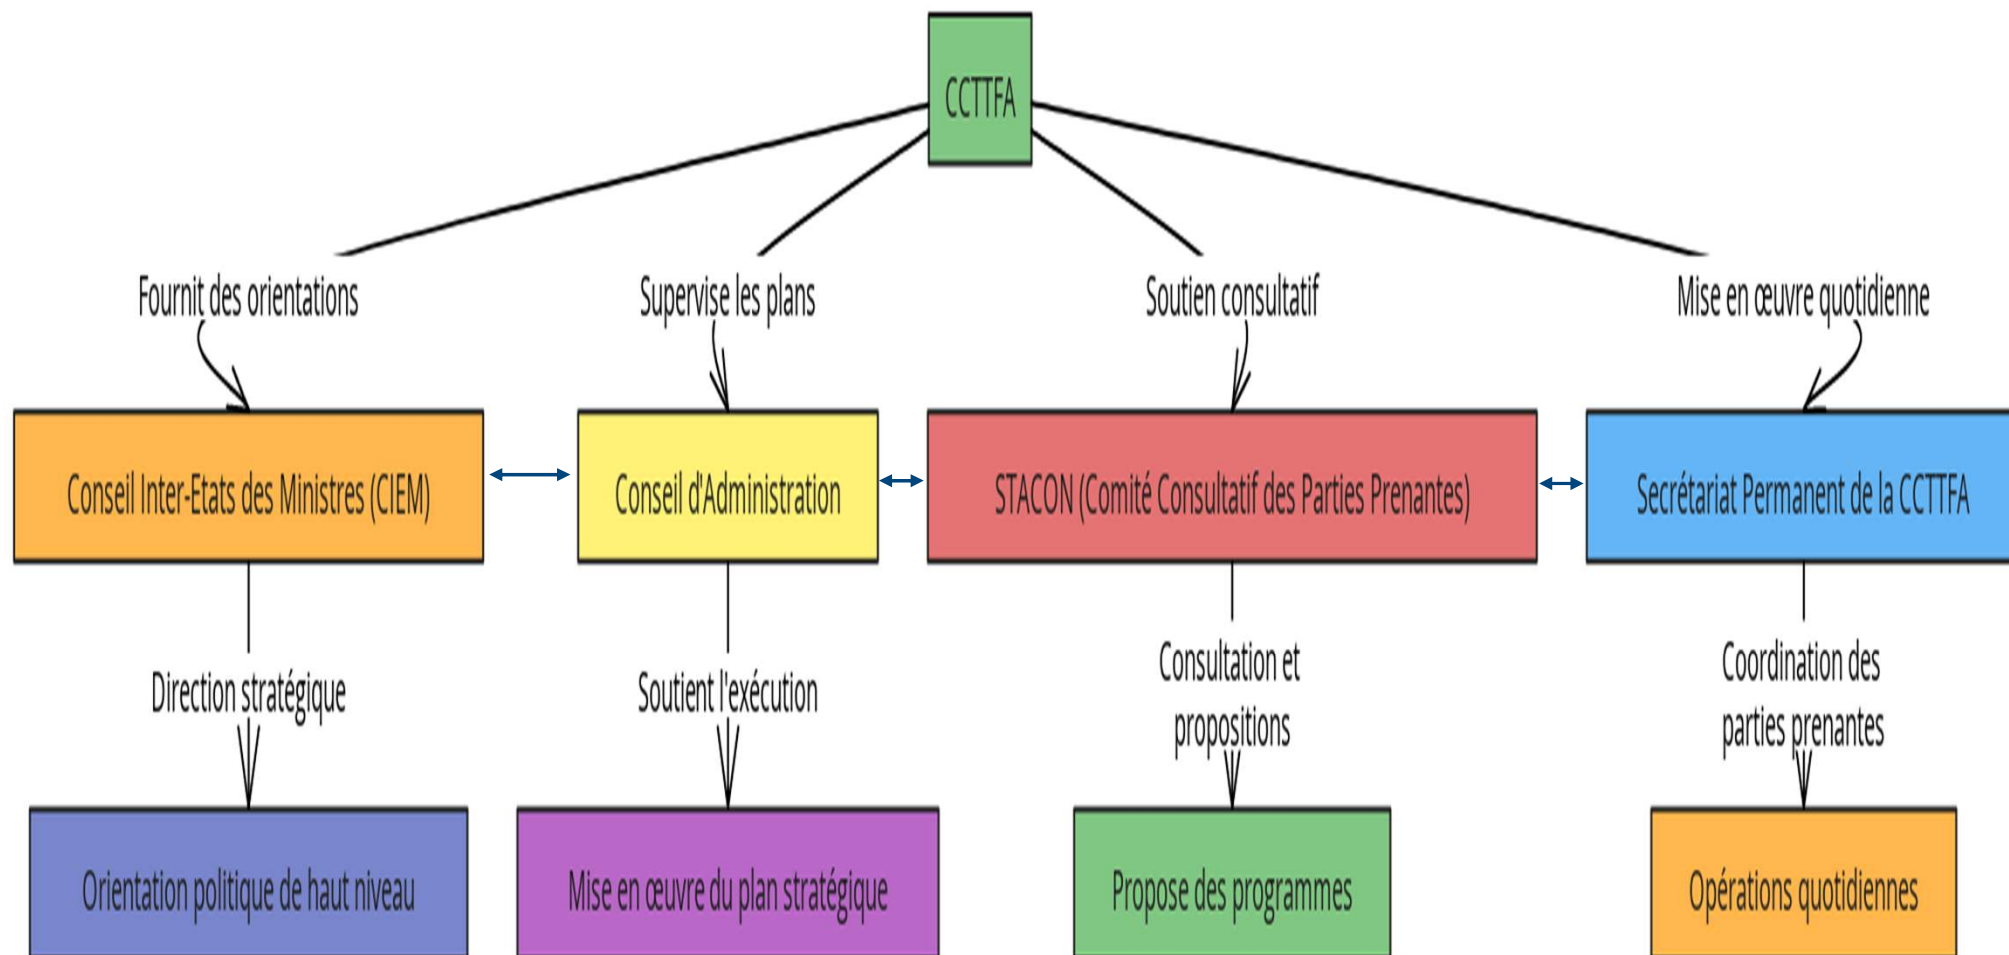 CCTTFA
Fournit des orientations
Supervise les plans
Soutien consultatif
Mise en œuvre quotidienne
Conseil Inter-Etats des Ministres (CIEM)
Conseil d'Administration
STACON (Comité Consultatif des Parties Prenantes)
Secrétariat Permanent de la CCTTFA
Direction stratégique
Soutient l'exécution
Consultation et
propositions
Coordination des
parties prenantes
Orientation politique de haut niveau
Mise en œuvre du plan stratégique
Propose des programmes
Opérations quotidiennes